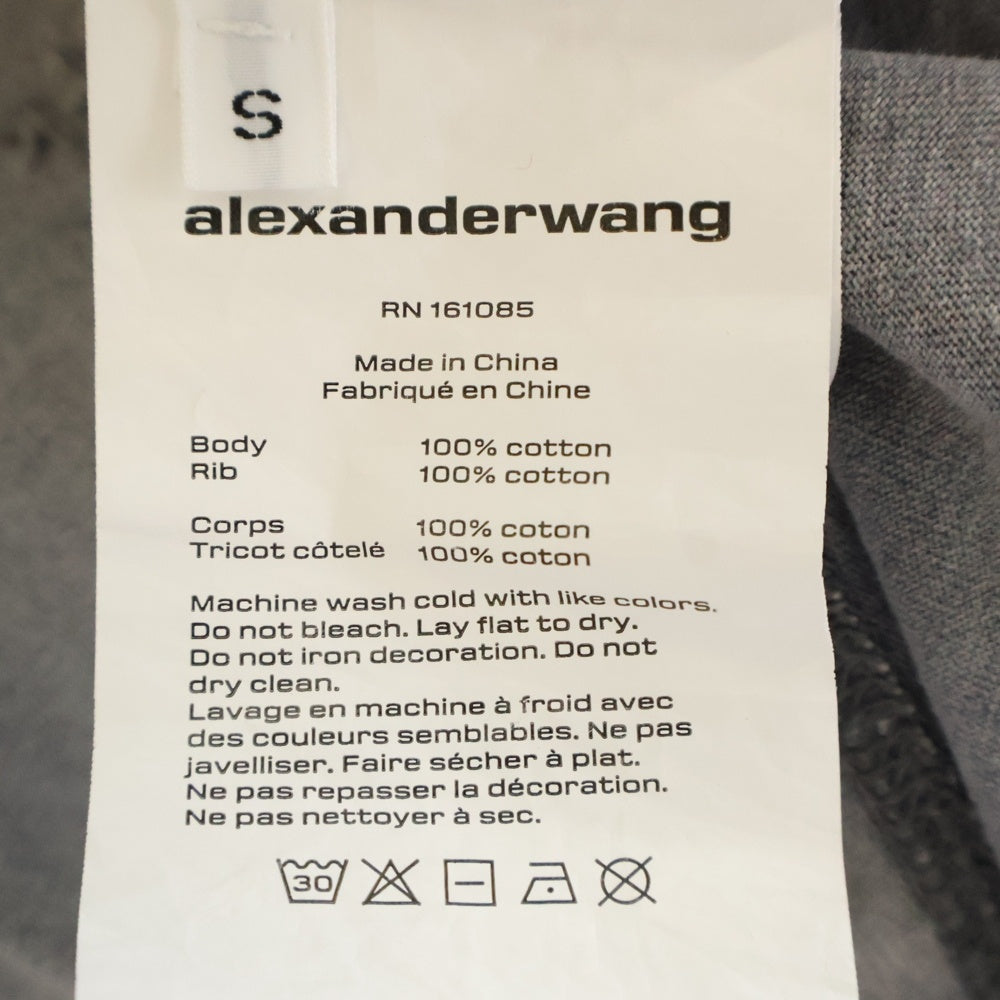 S
alexanderwang
RN 161085
Made in China
Fabriqué en Chine
Body 100% cotton
Rib 100% cotton
Corps 100% coton
Tricot côtelé 100% coton
Machine wash cold with like colors.
Do not bleach. Lay flat to dry.
Do not iron decoration. Do not
dry clean.
Lavage en machine à froid avec
des couleurs semblables. Ne pas
javelliser. Faire sécher à plat.
Ne pas repasser la décoration.
Ne pas nettoyer à sec.
30